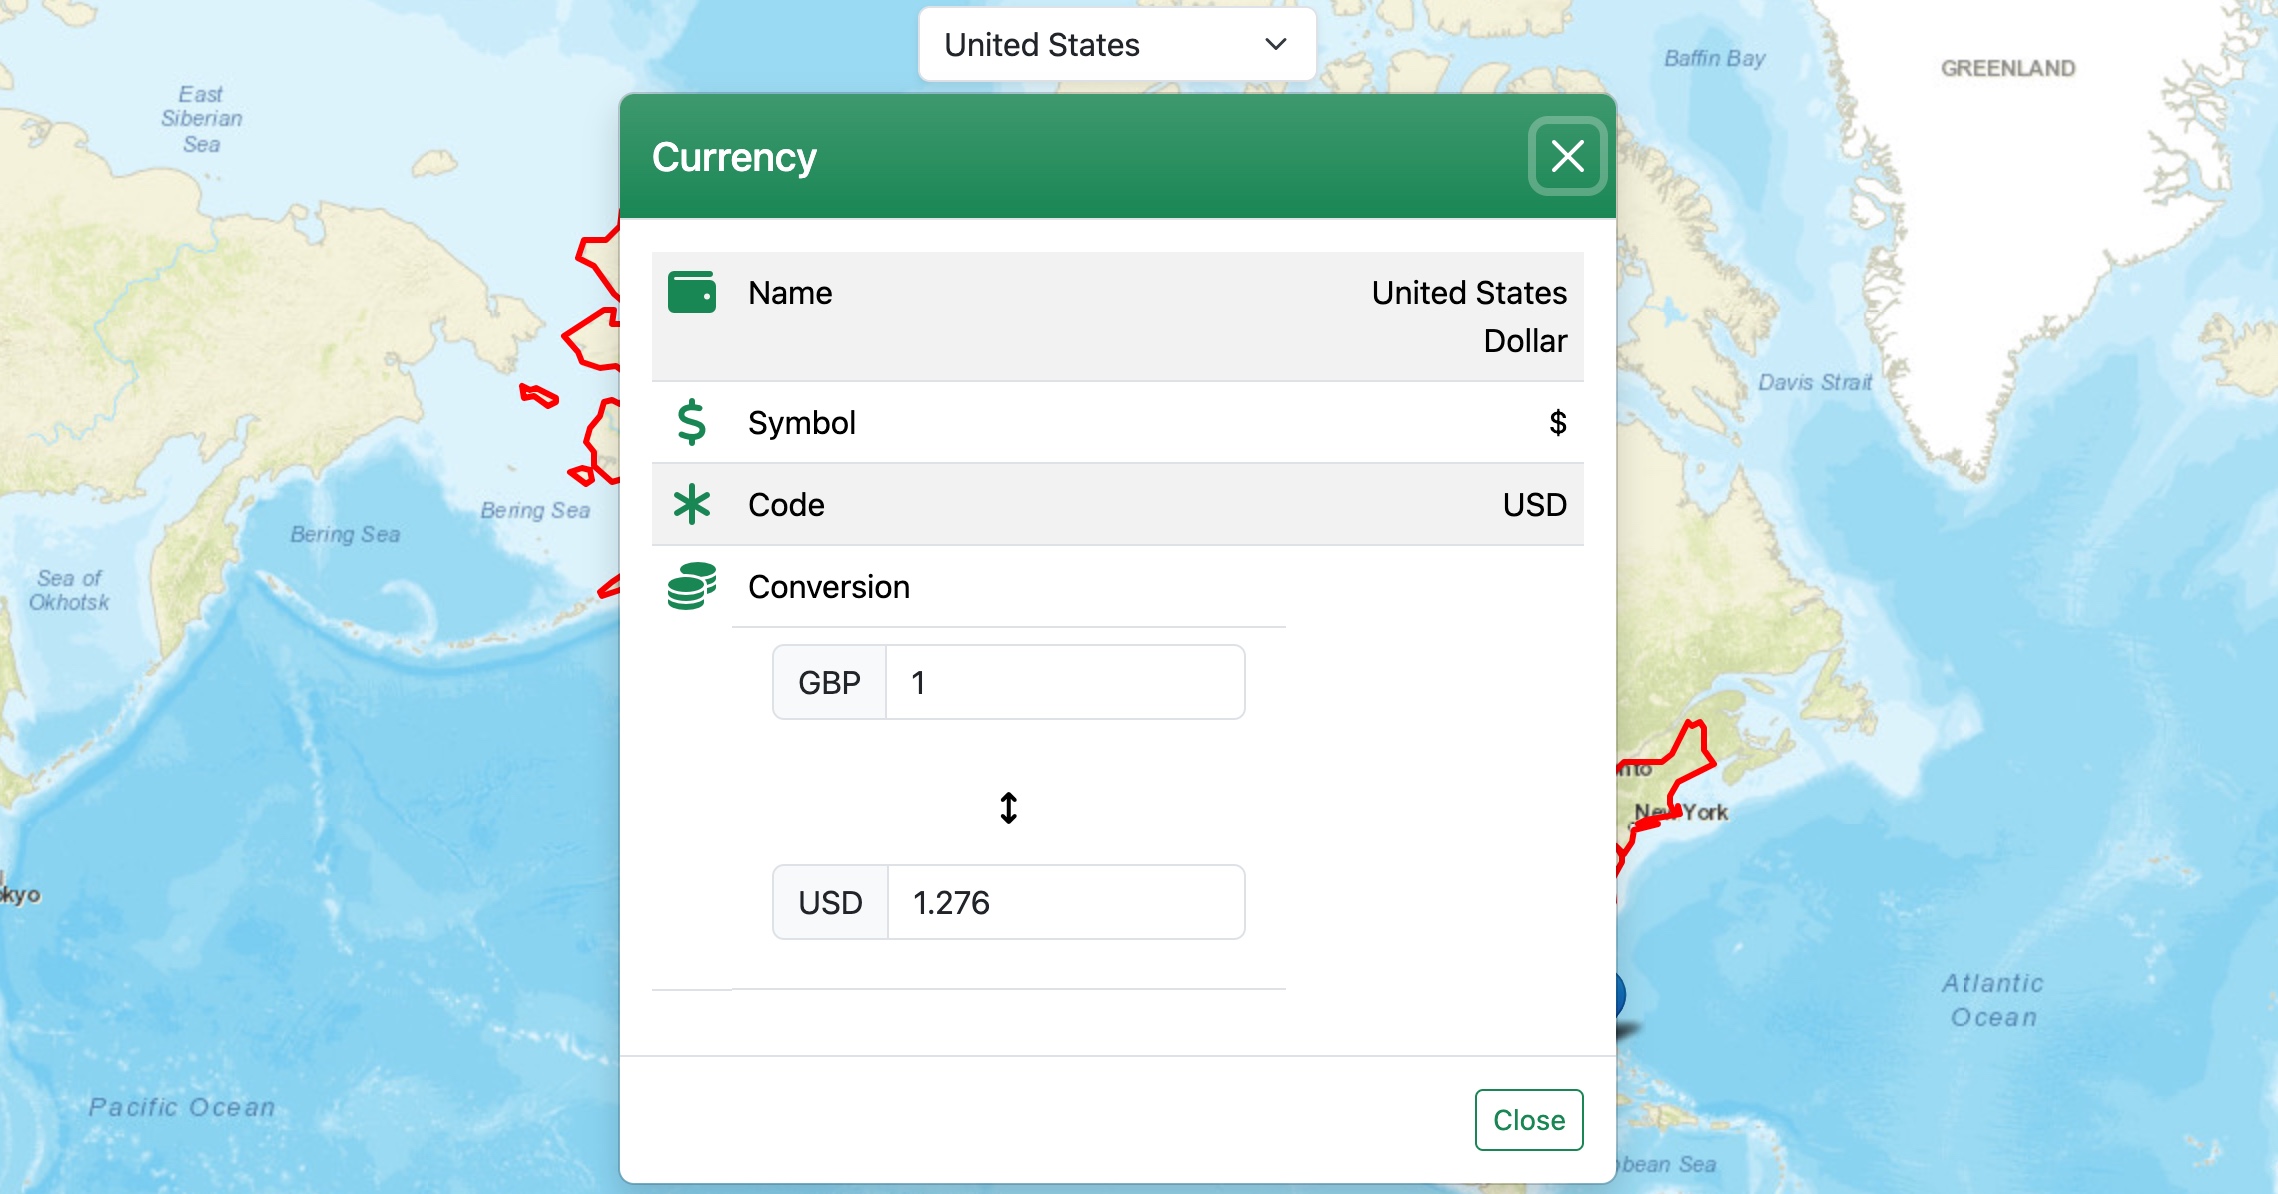 United States
Baffin Bay
GREENLAND
East
Siberian
Sea
Currency
Name
United States
Dollar
Symbol
$
Davis Strait
Code
USD
Bering Sea
Bering Sea
Sea of
Okhotsk
Conversion
GBP
1
nto
New York
USD
1.276
kyo
Atlantic
Ocean
Pacific Ocean
Close
bean Sea